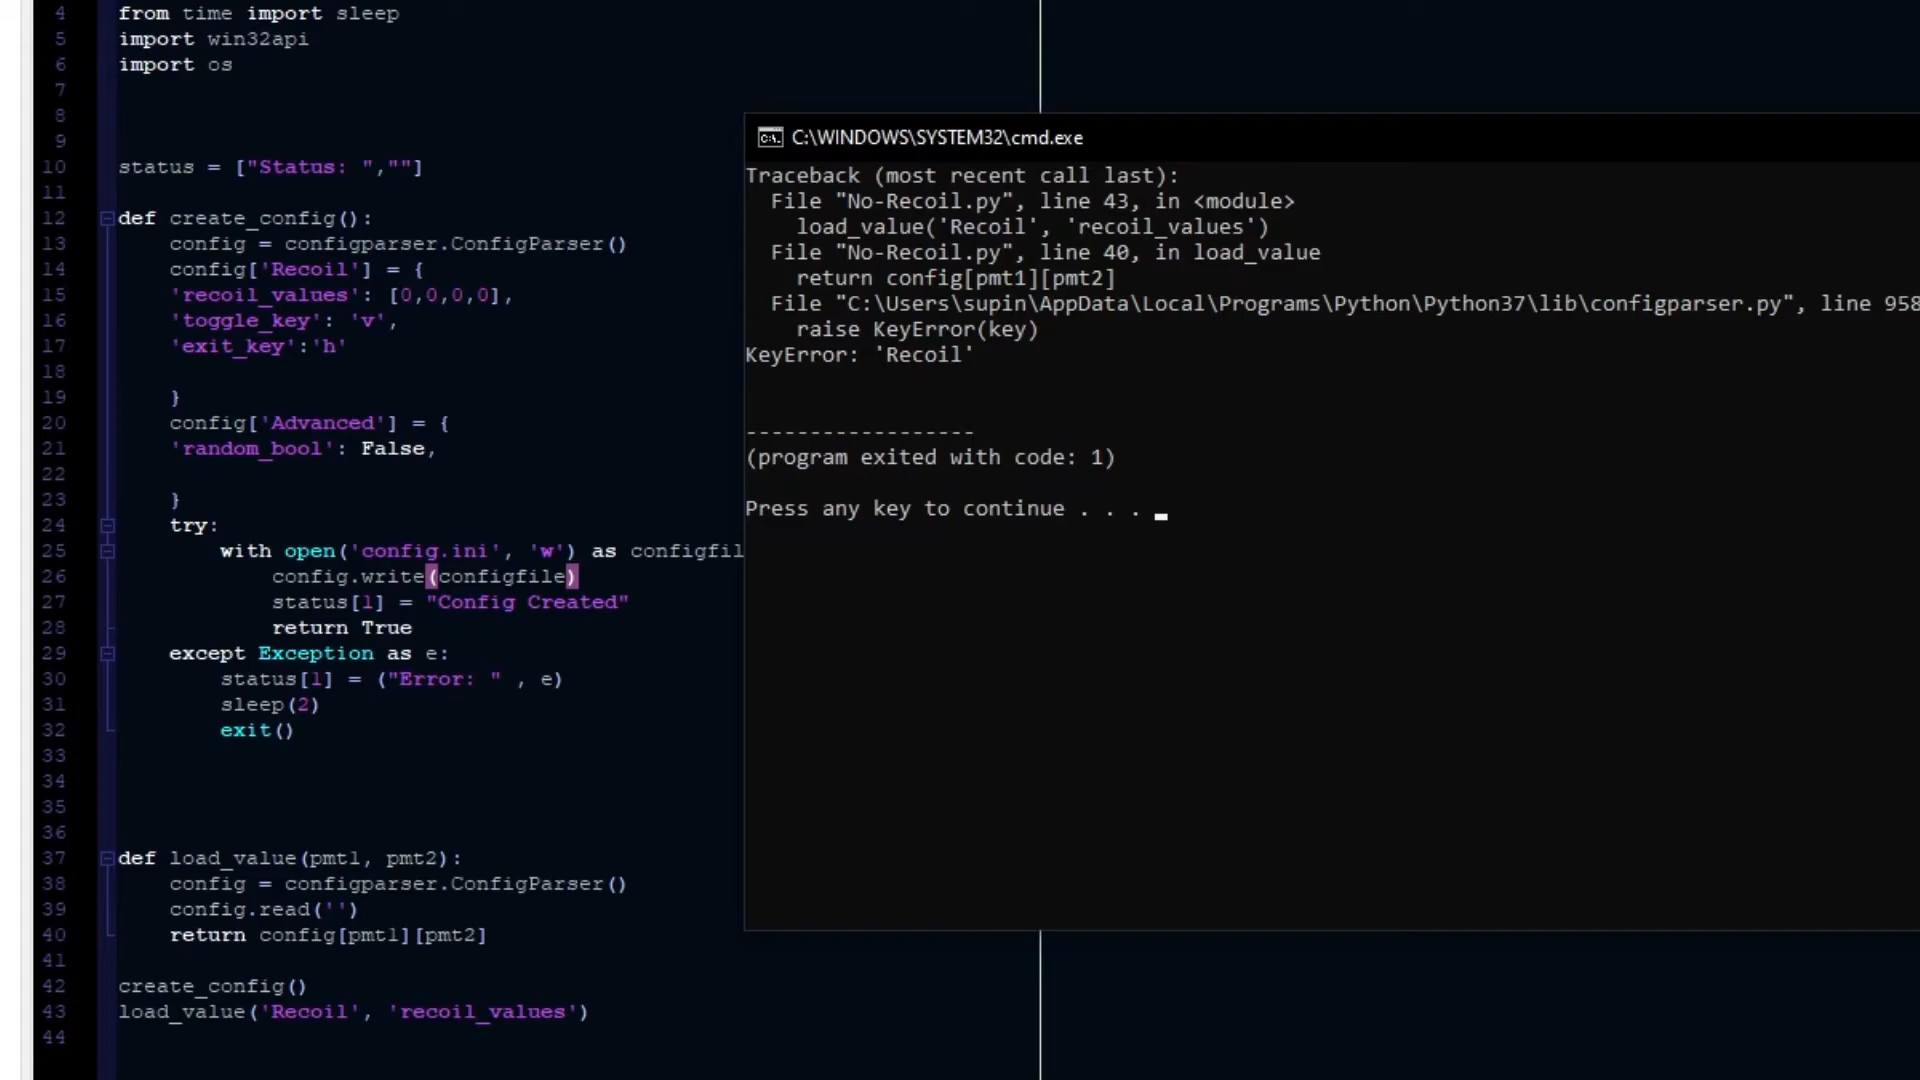 4 from time import sleep
5 import win32api
6 import os
7
8
9
10 status = ["Status: ",""]
11
12 def create_config():
13 config = configparser.ConfigParser()
14 config['Recoil'] = {
15 'recoil_values': [0,0,0,0],
16 'toggle_key': 'v',
17 'exit_key':'h'
18
19 }
20 config['Advanced'] = {
21 'random_bool': False,
22
23 }
24 try:
25 with open('config.ini', 'w') as configfil
26 config.write(configfile)
27 status[1] = "Config Created"
28 return True
29 except Exception as e:
30 status[1] = ("Error: " , e)
31 sleep(2)
32 exit()
33
34
35
36
37 def load_value(pmt1, pmt2):
38 config = configparser.ConfigParser()
39 config.read('')
40 return config[pmt1][pmt2]
41
42 create_config()
43 load_value('Recoil', 'recoil_values')
44
C:\WINDOWS\SYSTEM32\cmd.exe
Traceback (most recent call last):
File "No-Recoil.py", line 43, in <module>
load_value('Recoil', 'recoil_values')
File "No-Recoil.py", line 40, in load_value
return config[pmt1][pmt2]
File "C:\Users\supin\AppData\Local\Programs\Python\Python37\lib\configparser.py", line 958
raise KeyError(key)
KeyError: 'Recoil'
------------------
(program exited with code: 1)
Press any key to continue . . .